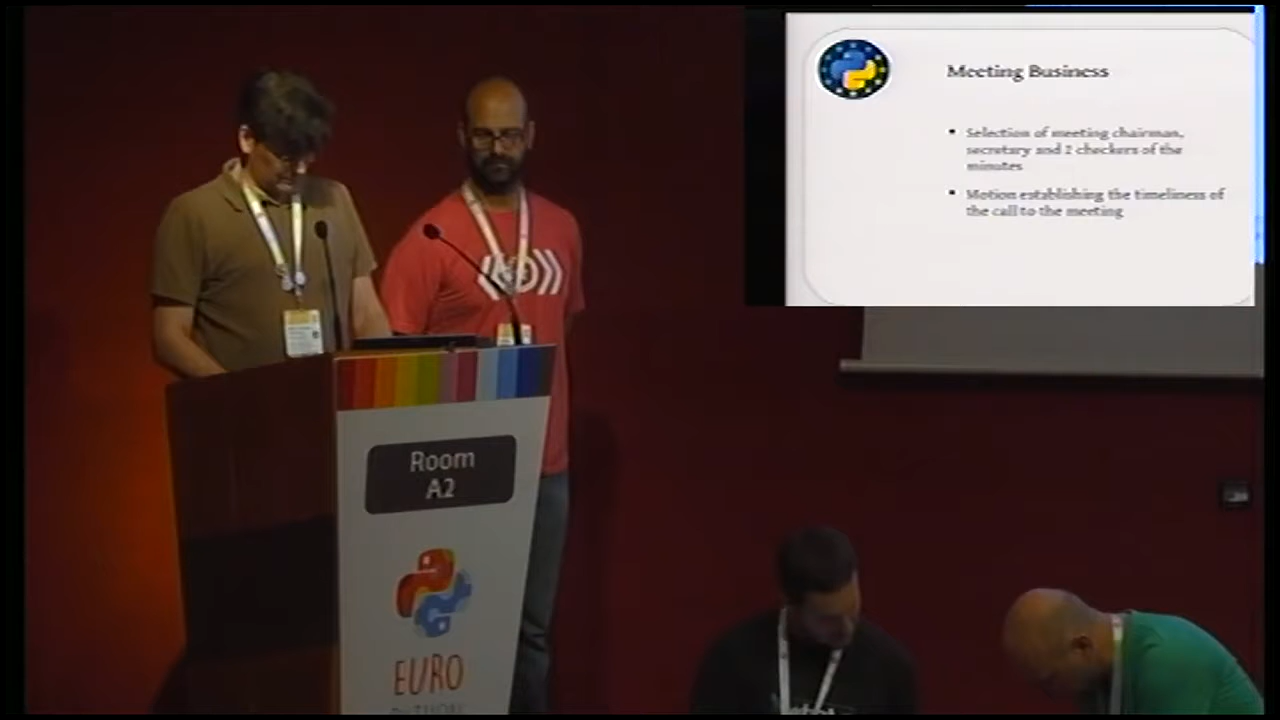 Meeting Business
Selection of meeting chairman,
secretary and 2 checkers of the
minutes
Motion establishing the timeliness of
the call to the meeting
Room
A2
EURO
PYTHON